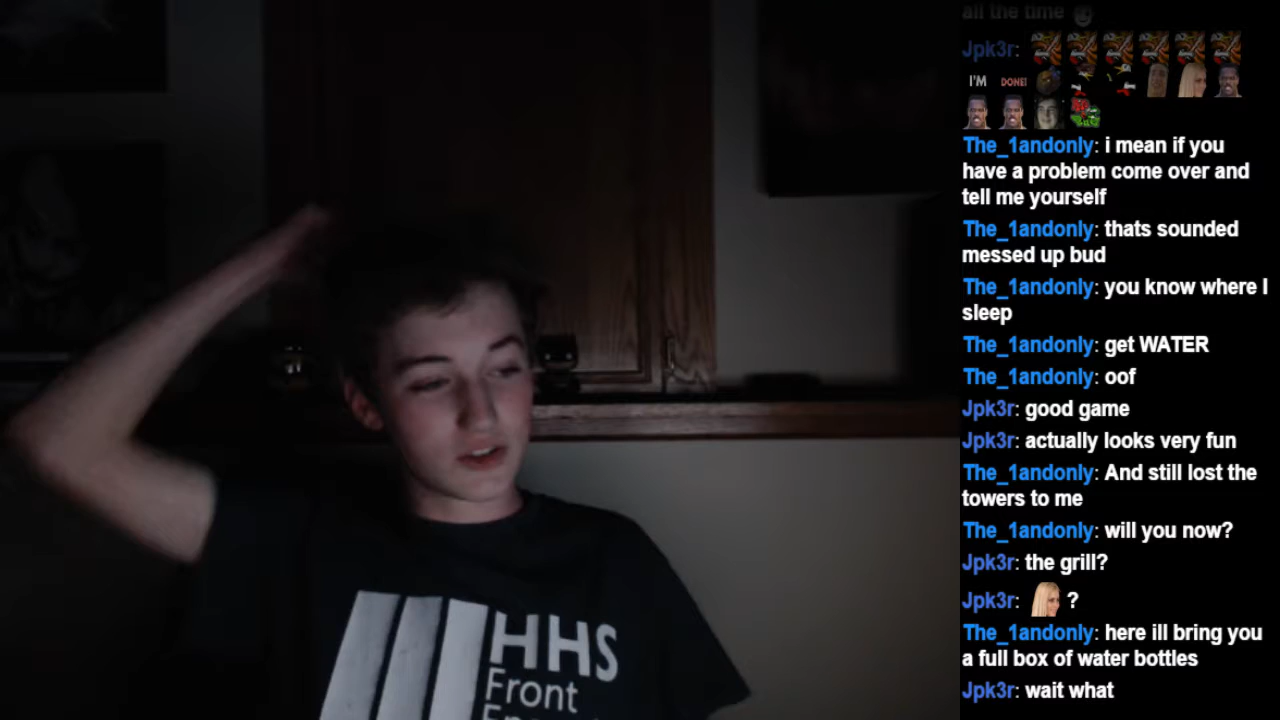 all the time
Jpk3r:
I'M DONE!
The_1andonly: i mean if you
have a problem come over and
tell me yourself
The_1andonly: thats sounded
messed up bud
The_1andonly: you know where I
sleep
The_1andonly: get WATER
The_1andonly: oof
Jpk3r: good game
Jpk3r: actually looks very fun
The_1andonly: And still lost the
towers to me
The_1andonly: will you now?
Jpk3r: the grill?
Jpk3r: ?
The_1andonly: here ill bring you
a full box of water bottles
Jpk3r: wait what
HHS
Front